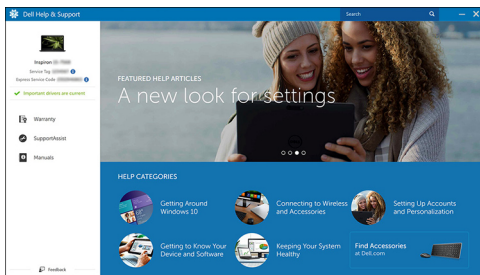 Dell Help & Support
Search
Inspiron
Service Tag
Express Service Code
Important drivers are current
Warranty
SupportAssist
Manuals
Feedback
FEATURED HELP ARTICLES
A new look for settings
HELP CATEGORIES
Getting Around
Windows 10
Connecting to Wireless
and Accessories
Setting Up Accounts
and Personalization
Getting to Know Your
Device and Software
Keeping Your System
Healthy
Find Accessories
at Dell.com